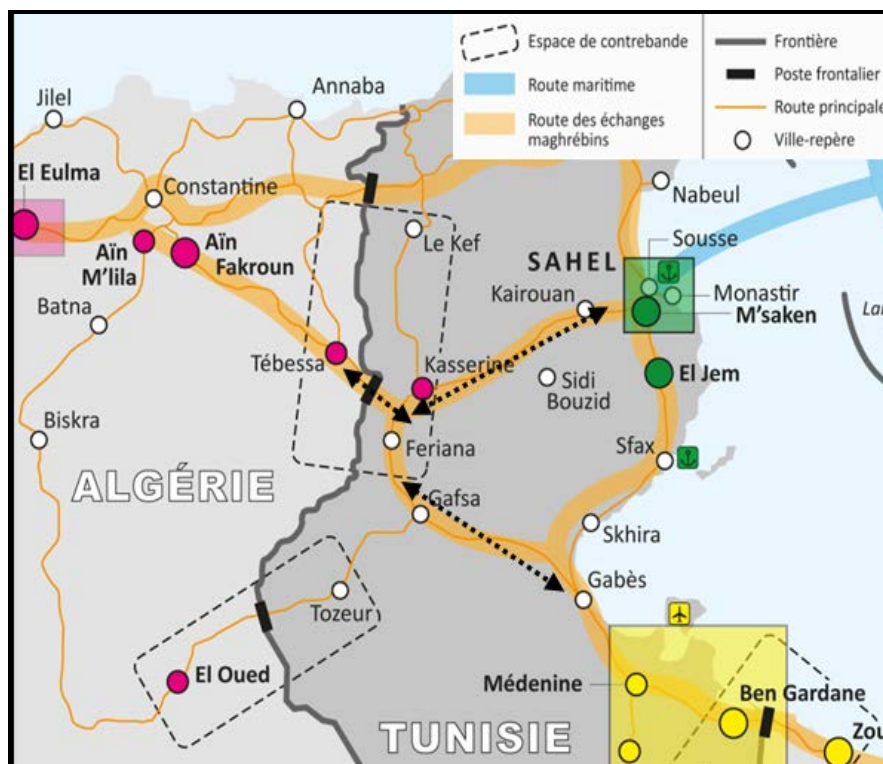 Espace de contrebande
Route maritime
Route des échanges
maghrébins
Frontière
Poste frontalier
Route principale
Ville-repère
Jilel
Annaba
El Eulma
Constantine
Nabeul
Aïn
M'lila
Aïn
Fakroun
Le Kef
SAHEL
Sousse
Kairouan
Monastir
M'saken
Batna
Tébessa
Kasserine
Sidi
Bouzid
El Jem
Biskra
Feriana
Sfax
ALGÉRIE
Gafsa
Skhira
Gabès
Tozeur
El Oued
Médenine
Ben Gardane
TUNISIE